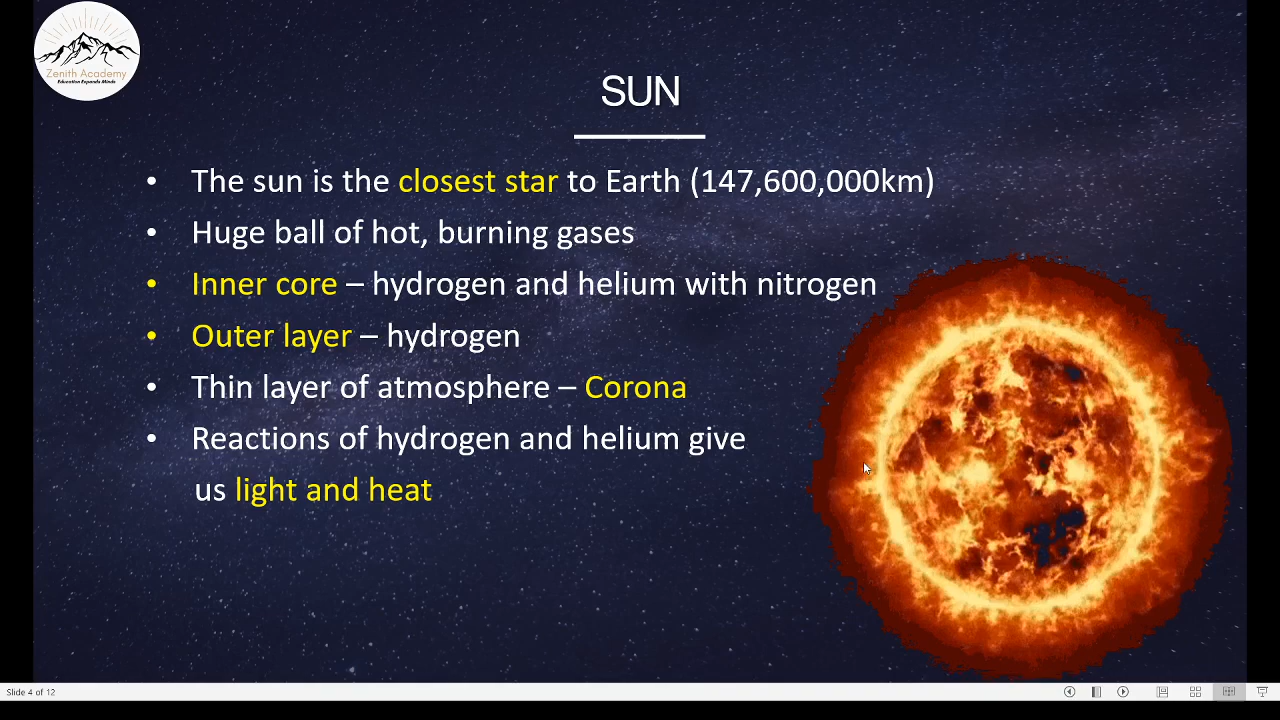 Zenith Academy
Education Expands Minds
SUN
• The sun is the closest star to Earth (147,600,000km)
• Huge ball of hot, burning gases
• Inner core – hydrogen and helium with nitrogen
• Outer layer – hydrogen
• Thin layer of atmosphere – Corona
• Reactions of hydrogen and helium give
us light and heat
Slide 4 of 12